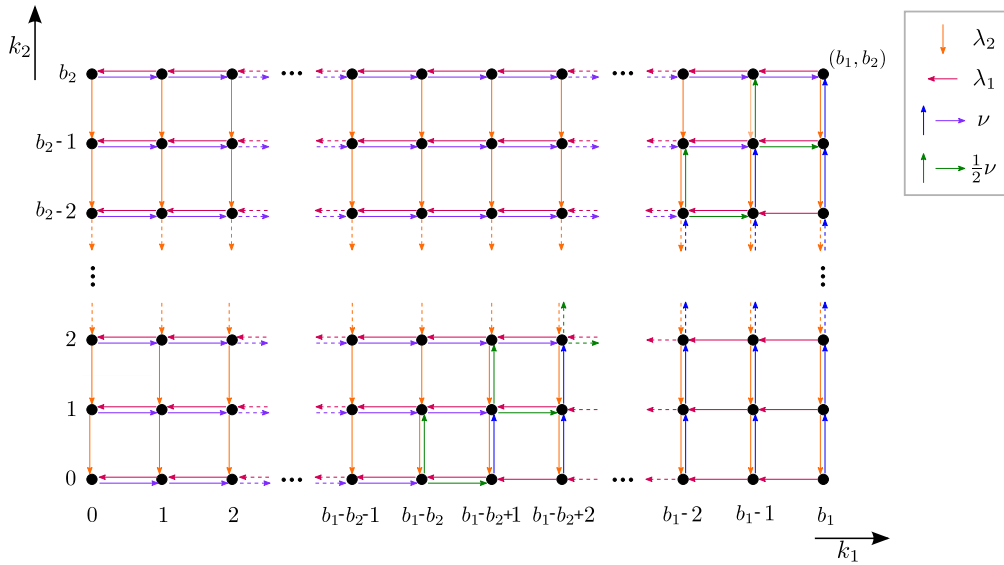 k₂
b₂
(b₁, b₂)
λ₂
λ₁
ν
½ν
b₂-1
b₂-2
2
1
0
0 1 2 b₁-b₂-1 b₁-b₂ b₁-b₂+1 b₁-b₂+2 b₁-2 b₁-1 b₁
k₁